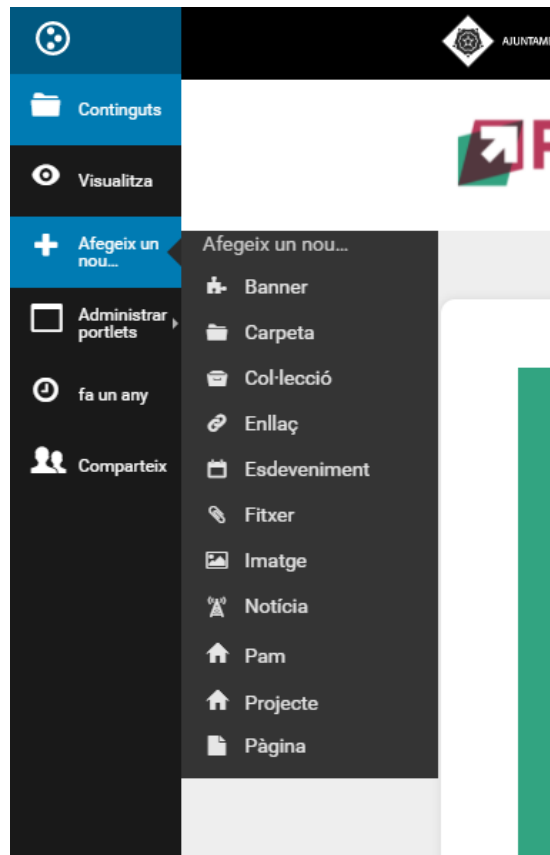 AJUNTAM
Continguts
Visualitza
Afegeix un
nou...
Administrar
portlets
fa un any
Comparteix
Afegeix un nou...
Banner
Carpeta
Col·lecció
Enllaç
Esdeveniment
Fitxer
Imatge
Notícia
Pam
Projecte
Pàgina